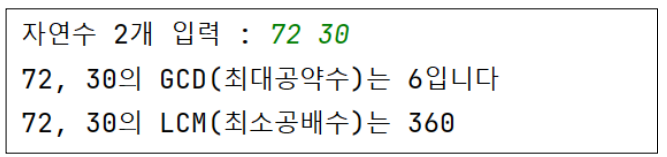 자연수 2개 입력 : 72 30
72, 30의 GCD(최대공약수)는 6입니다
72, 30의 LCM(최소공배수)는 360